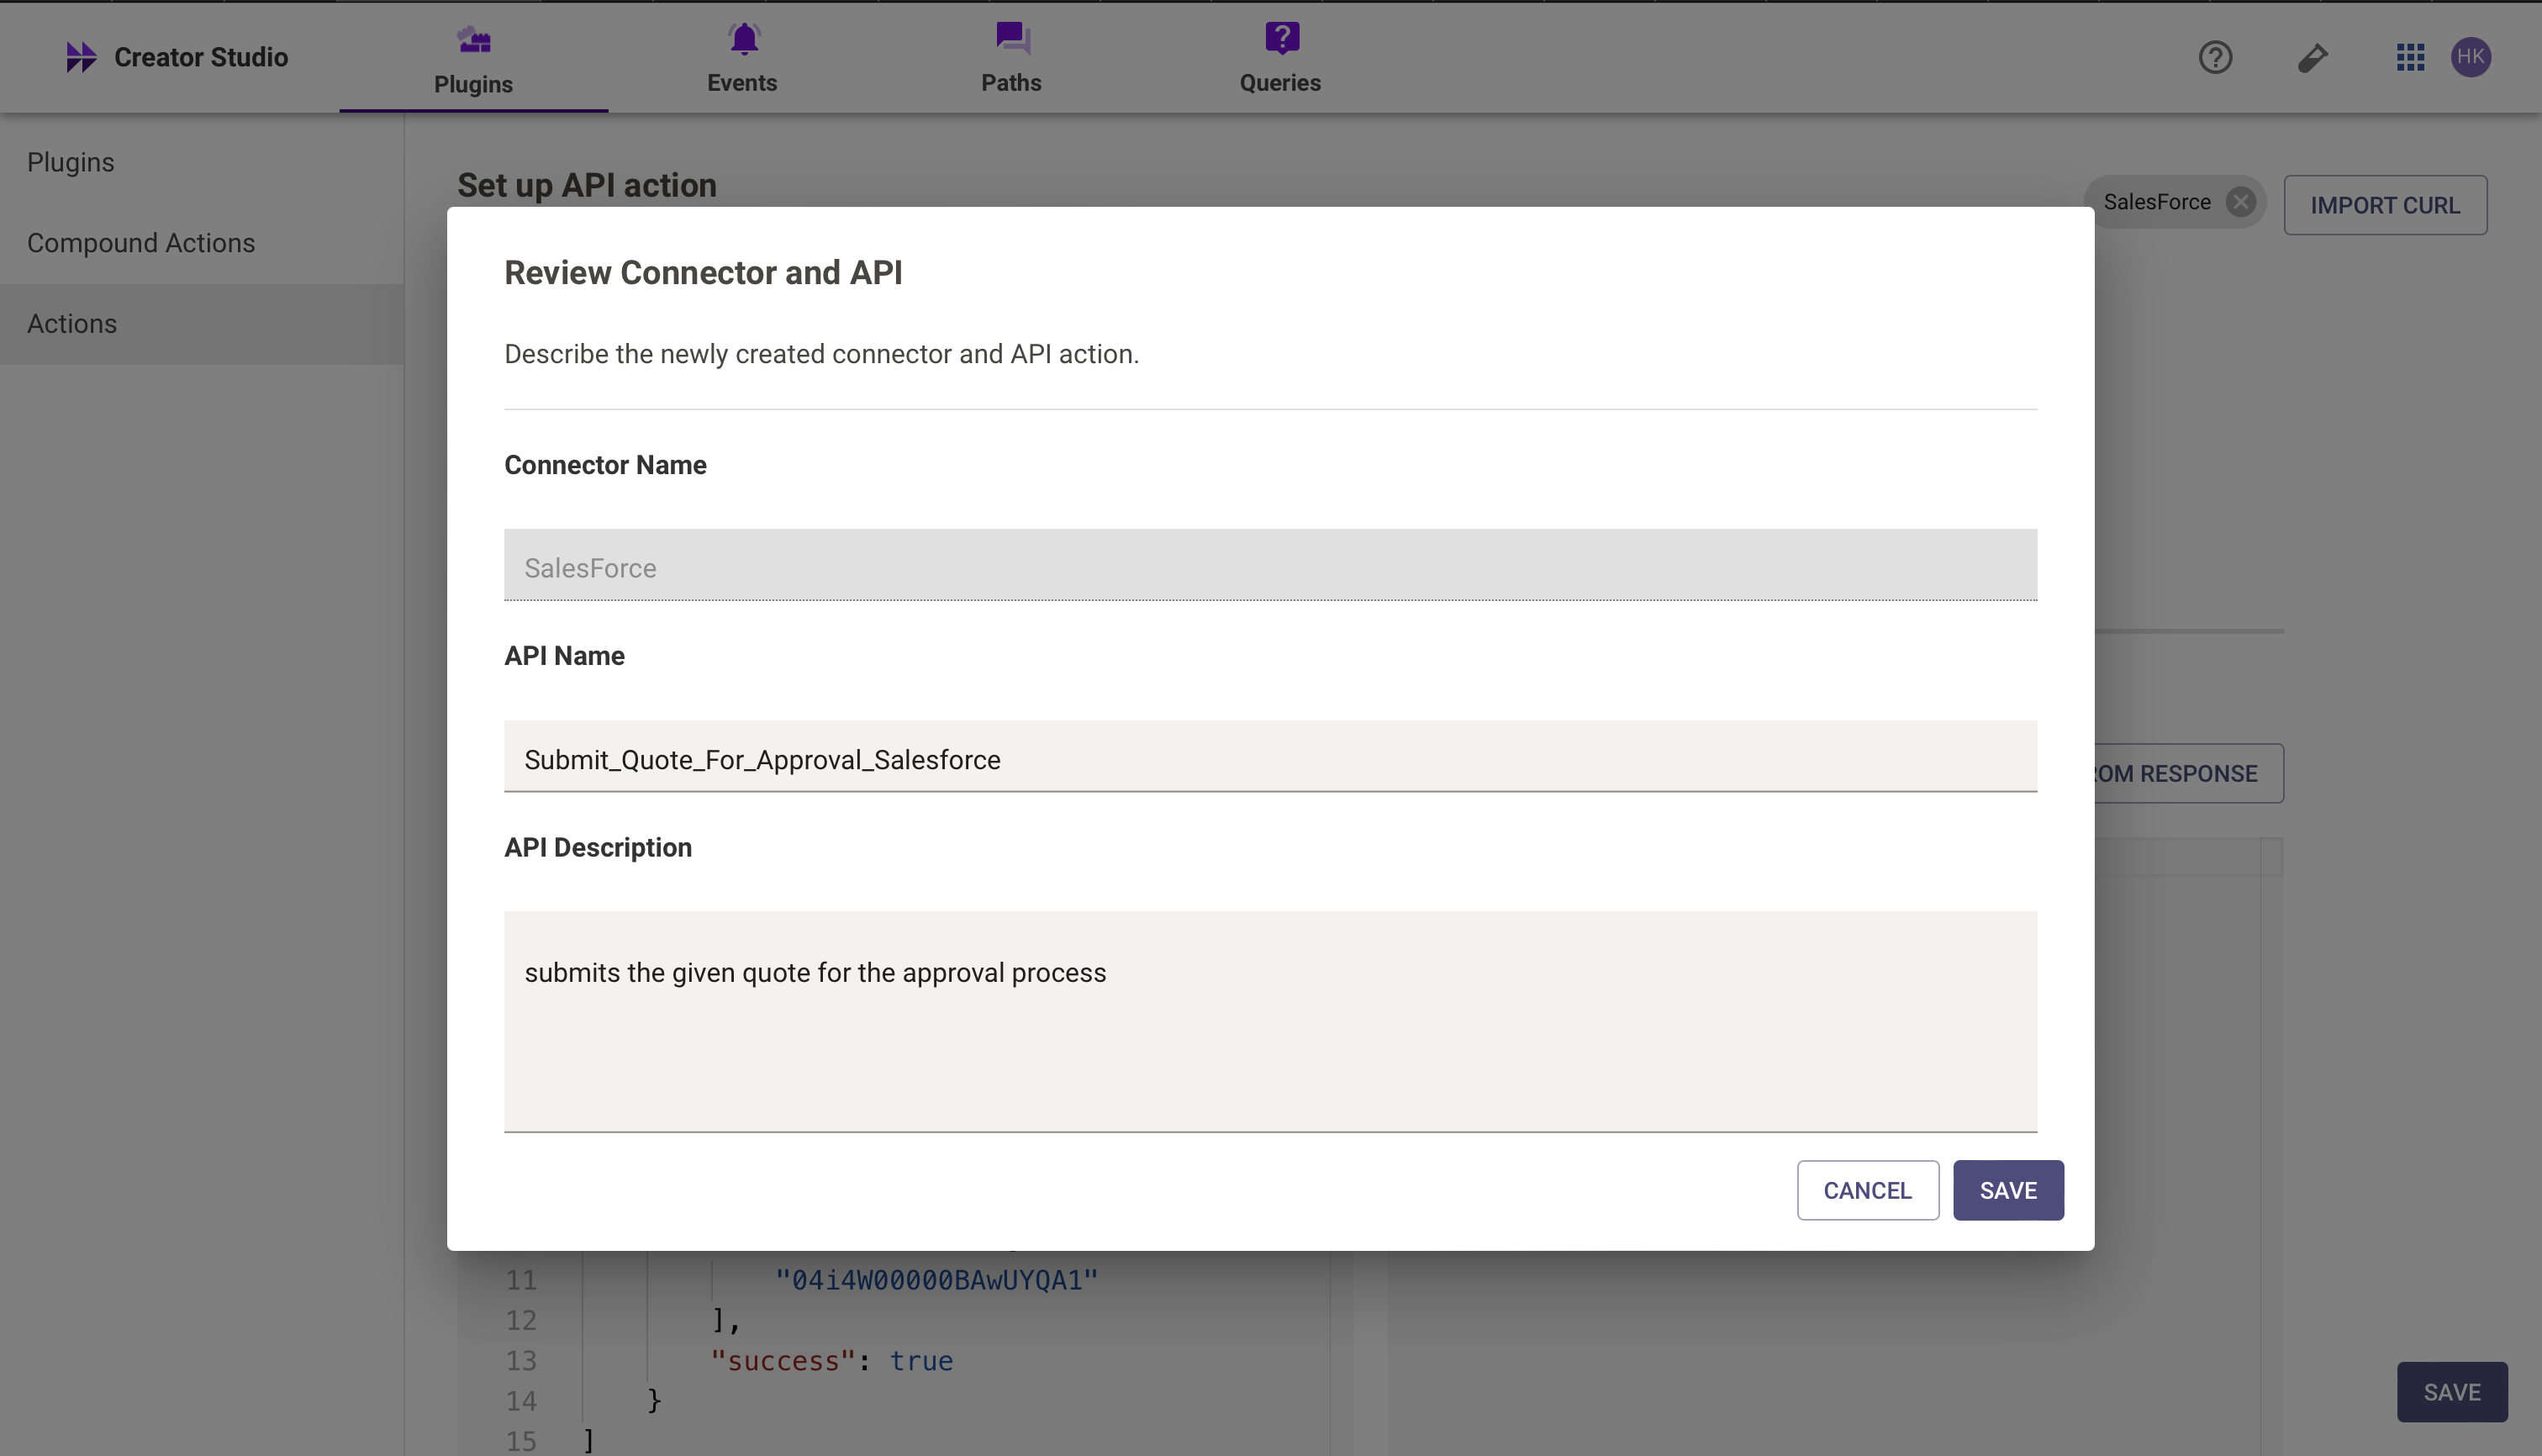 Creator Studio
Plugins
Events
Paths
Queries
HK
Plugins
Compound Actions
Actions
Set up API action
SalesForce
IMPORT CURL
Review Connector and API
Describe the newly created connector and API action.
Connector Name
SalesForce
API Name
Submit_Quote_For_Approval_Salesforce
ROM RESPONSE
API Description
submits the given quote for the approval process
CANCEL
SAVE
11 "04i4W00000BAwUYQA1"
12 ],
13 "success": true
14 }
15 ]
SAVE